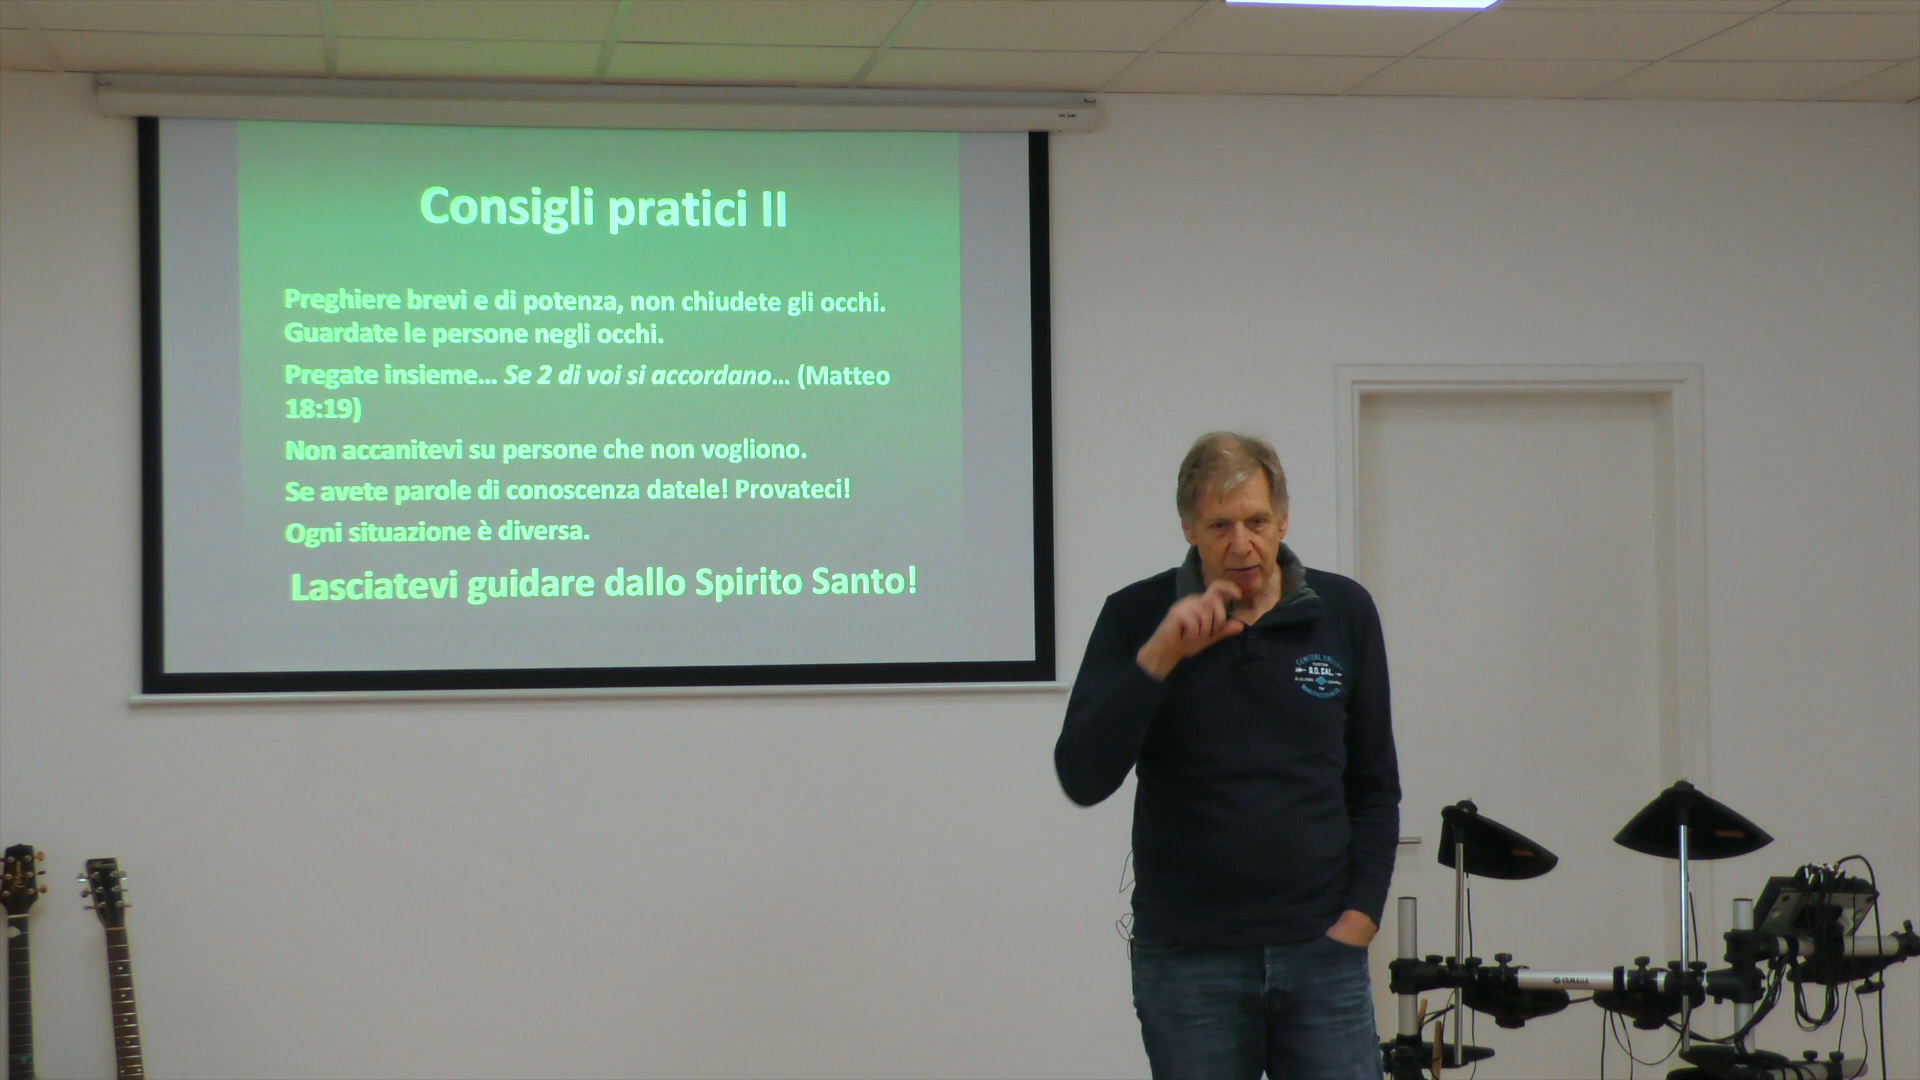 Consigli pratici II
Preghiere brevi e di potenza, non chiudete gli occhi.
Guardate le persone negli occhi.
Pregate insieme... Se 2 di voi si accordano... (Matteo
18:19)
Non accanitevi su persone che non vogliono.
Se avete parole di conoscenza datele! Provateci!
Ogni situazione è diversa.
Lasciatevi guidare dallo Spirito Santo!
CENTRAL
YAMAHA